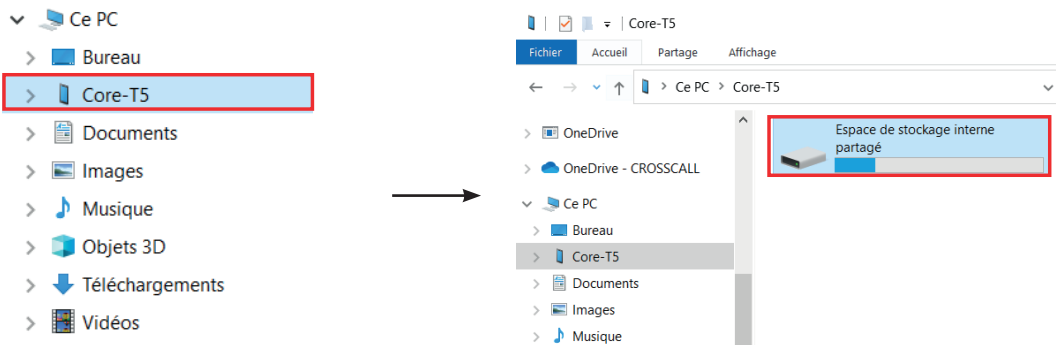 Ce PC
Bureau
Core-T5
Documents
Images
Musique
Objets 3D
Téléchargements
Vidéos
Core-T5
Fichier Accueil Partage Affichage
Ce PC > Core-T5
OneDrive
OneDrive - CROSSCALL
Ce PC
Bureau
Core-T5
Documents
Images
Musique
Espace de stockage interne
partagé